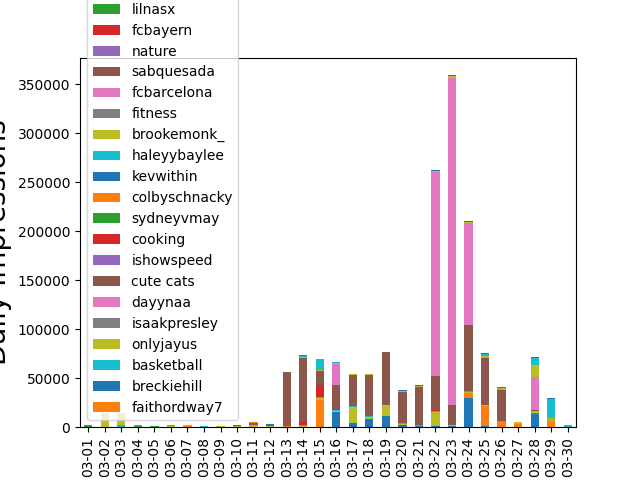 lilnasx
fcbayern
nature
sabquesada
fcbarcelona
fitness
brookemonk_
haleyybaylee
kevwithin
colbyschnacky
sydneyvmay
cooking
ishowspeed
cute cats
dayynaa
isaakpresley
onlyjayus
basketball
breckiehill
faithordway7
Daily Impressions
350000
300000
250000
200000
150000
100000
50000
0
03-01
03-02
03-03
03-04
03-05
03-06
03-07
03-08
03-09
03-10
03-11
03-12
03-13
03-14
03-15
03-16
03-17
03-18
03-19
03-20
03-21
03-22
03-23
03-24
03-25
03-26
03-27
03-28
03-29
03-30